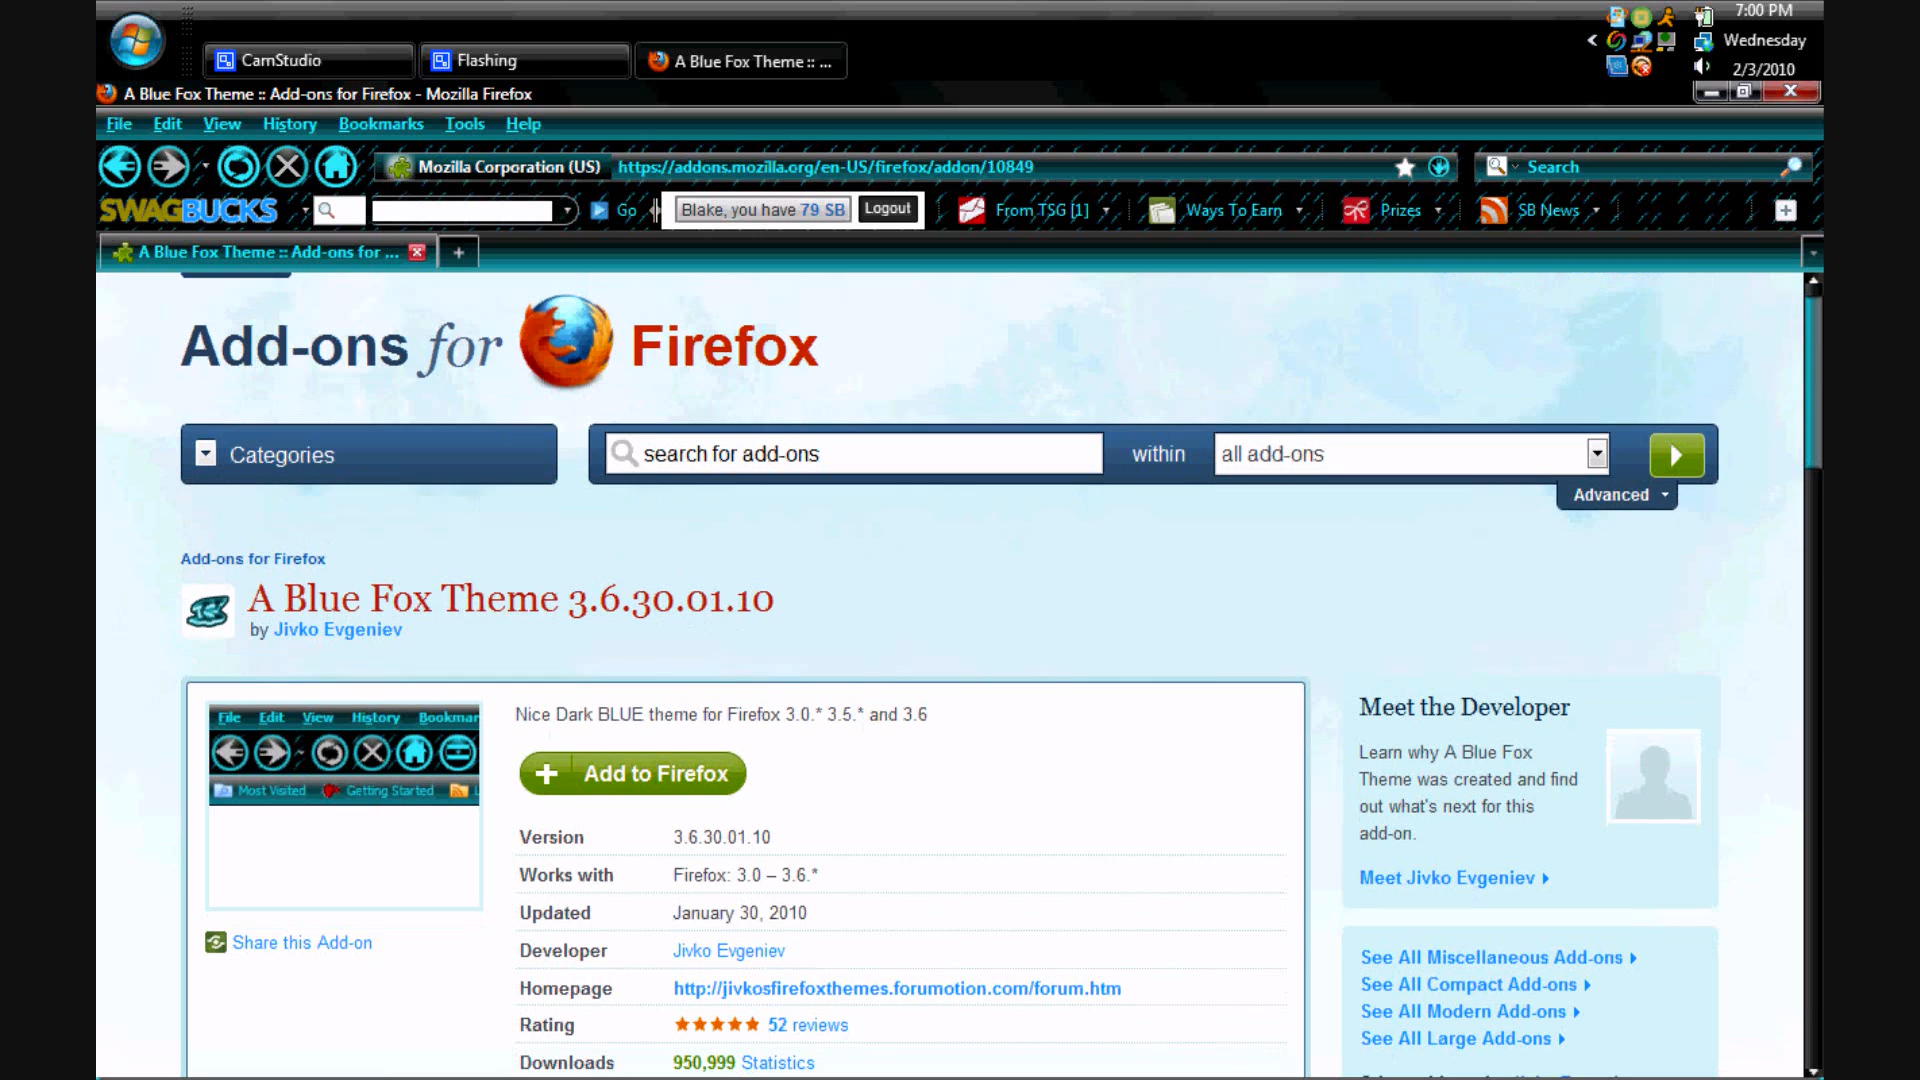 7:00 PM
CamStudio
Flashing
A Blue Fox Theme :: ...
Wednesday
2/3/2010
A Blue Fox Theme :: Add-ons for Firefox - Mozilla Firefox
File Edit View History Bookmarks Tools Help
Mozilla Corporation (US) https://addons.mozilla.org/en-US/firefox/addon/10849
Search
SWAGBUCKS
Go
Blake, you have 79 SB
Logout
From TSG [1]
Ways To Earn
Prizes
SB News
A Blue Fox Theme :: Add-ons for ...
Add-ons for Firefox
Categories
search for add-ons
within
all add-ons
Advanced
Add-ons for Firefox
A Blue Fox Theme 3.6.30.01.10
by Jivko Evgeniev
File Edit View History Bookmar
Most Visited Getting Started
Share this Add-on
Nice Dark BLUE theme for Firefox 3.0.* 3.5.* and 3.6
Add to Firefox
Version 3.6.30.01.10
Works with Firefox: 3.0 – 3.6.*
Updated January 30, 2010
Developer Jivko Evgeniev
Homepage http://jivkosfirefoxthemes.forumotion.com/forum.htm
Rating 52 reviews
Downloads 950,999 Statistics
Meet the Developer
Learn why A Blue Fox
Theme was created and find
out what's next for this
add-on.
Meet Jivko Evgeniev
See All Miscellaneous Add-ons
See All Compact Add-ons
See All Modern Add-ons
See All Large Add-ons